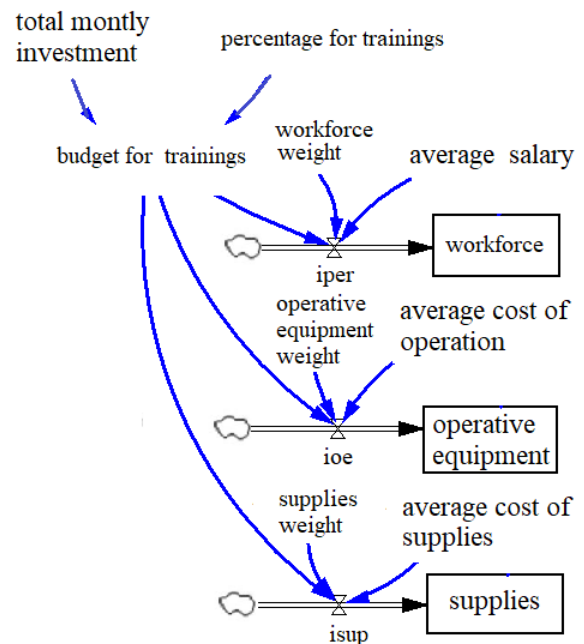 total montly
investment
percentage for trainings
budget for trainings
workforce
weight
average salary
workforce
iper
operative
equipment
weight
average cost of
operation
operative
equipment
ioe
supplies
weight
average cost of
supplies
supplies
isup